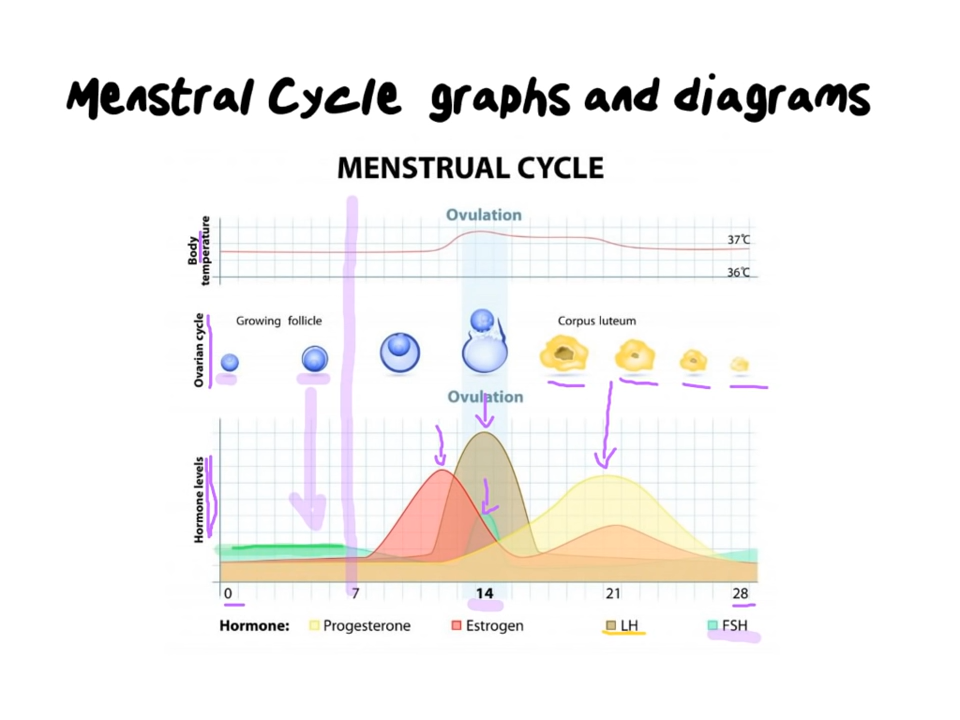 Menstral Cycle graphs and diagrams
MENSTRUAL CYCLE
Ovulation
Body temperature
37°C
36°C
Ovarian cycle
Growing follicle
Corpus luteum
Ovulation
Hormone levels
0 7 14 21 28
Hormone: Progesterone Estrogen LH FSH